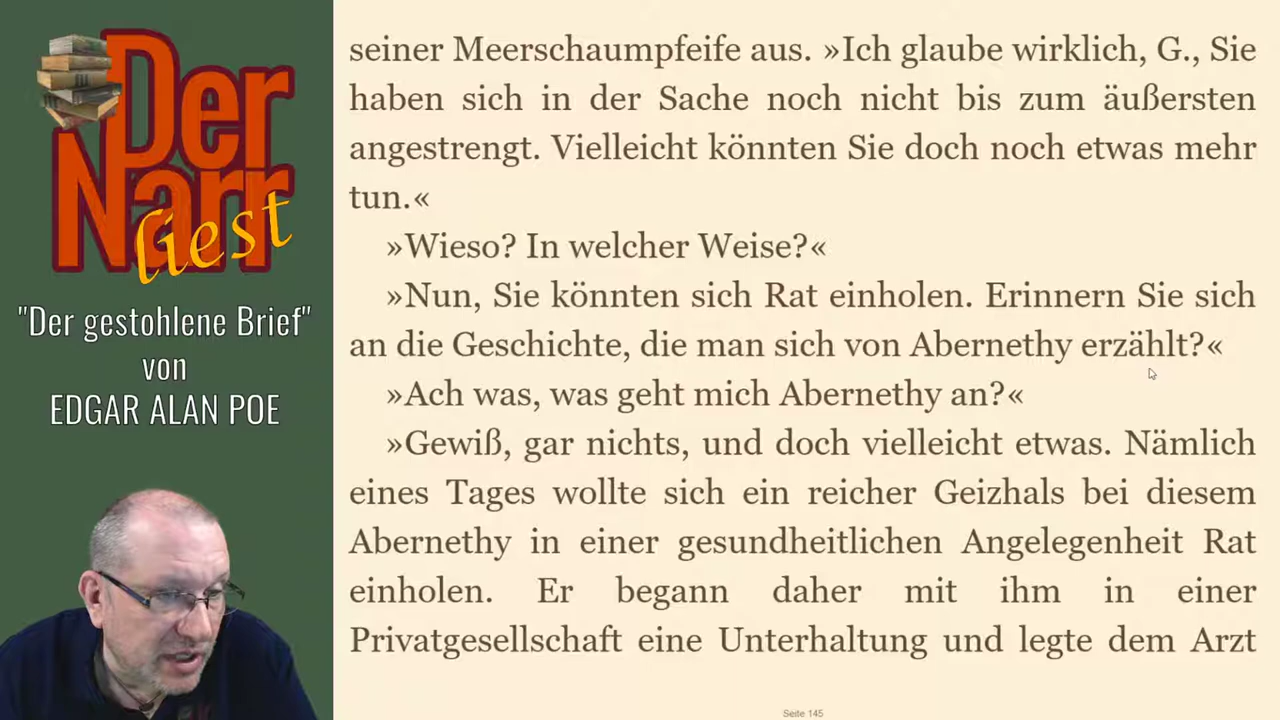 Der
Narr
liest
"Der gestohlene Brief"
von
EDGAR ALAN POE
seiner Meerschaumpfeife aus. »Ich glaube wirklich, G., Sie
haben sich in der Sache noch nicht bis zum äußersten
angestrengt. Vielleicht könnten Sie doch noch etwas mehr
tun.«
»Wieso? In welcher Weise?«
»Nun, Sie könnten sich Rat einholen. Erinnern Sie sich
an die Geschichte, die man sich von Abernethy erzählt?«
»Ach was, was geht mich Abernethy an?«
»Gewiß, gar nichts, und doch vielleicht etwas. Nämlich
eines Tages wollte sich ein reicher Geizhals bei diesem
Abernethy in einer gesundheitlichen Angelegenheit Rat
einholen. Er begann daher mit ihm in einer
Privatgesellschaft eine Unterhaltung und legte dem Arzt
Seite 145